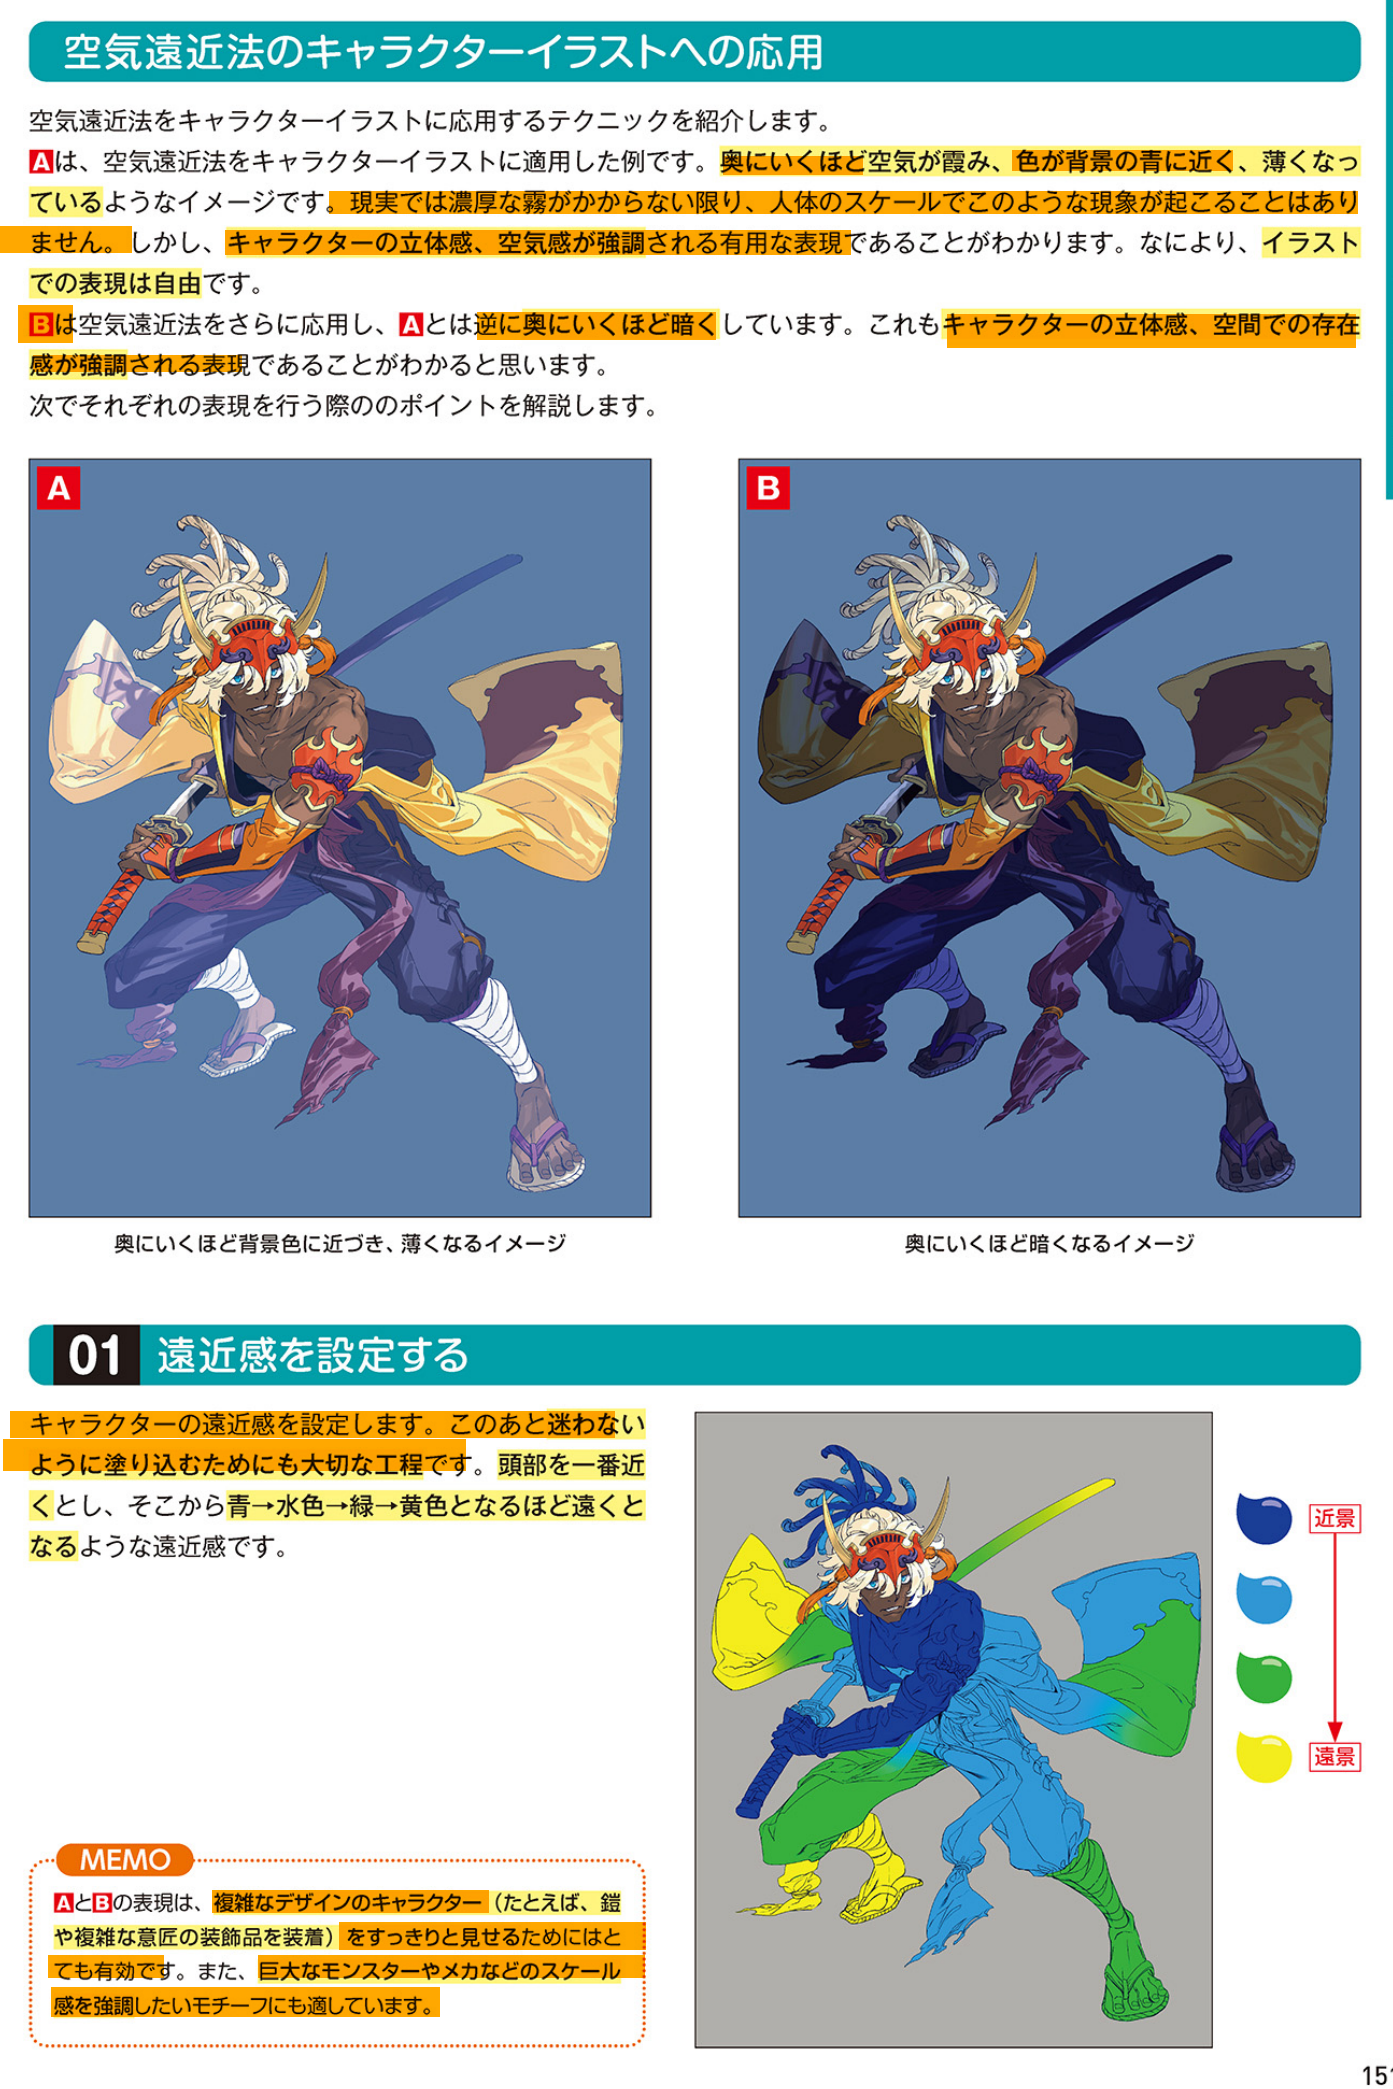 空気遠近法のキャラクターイラストへの応用
空気遠近法をキャラクターイラストに応用するテクニックを紹介します。
Aは、空気遠近法をキャラクターイラストに適用した例です。奥にいくほど空気が霞み、色が背景の青に近く、薄くなっ
ているようなイメージです。現実では濃厚な霧がかからない限り、人体のスケールでこのような現象が起こることはあり
ません。しかし、キャラクターの立体感、空気感が強調される有用な表現であることがわかります。なにより、イラスト
での表現は自由です。
Bは空気遠近法をさらに応用し、Aとは逆に奥にいくほど暗くしています。これもキャラクターの立体感、空間での存在
感が強調される表現であることがわかると思います。
次でそれぞれの表現を行う際ののポイントを解説します。
A
B
奥にいくほど背景色に近づき、薄くなるイメージ
奥にいくほど暗くなるイメージ
01 遠近感を設定する
キャラクターの遠近感を設定します。このあと迷わない
ように塗り込むためにも大切な工程です。頭部を一番近
くとし、そこから青→水色→緑→黄色となるほど遠くと
なるような遠近感です。
近景
遠景
MEMO
AとBの表現は、複雑なデザインのキャラクター（たとえば、鎧
や複雑な意匠の装飾品を装着）をすっきりと見せるためにはと
ても有効です。また、巨大なモンスターやメカなどのスケール
感を強調したいモチーフにも適しています。
151